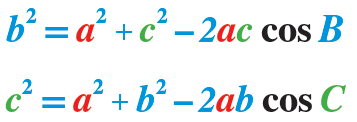 b² = a² + c² − 2ac cos B
c² = a² + b² − 2ab cos C